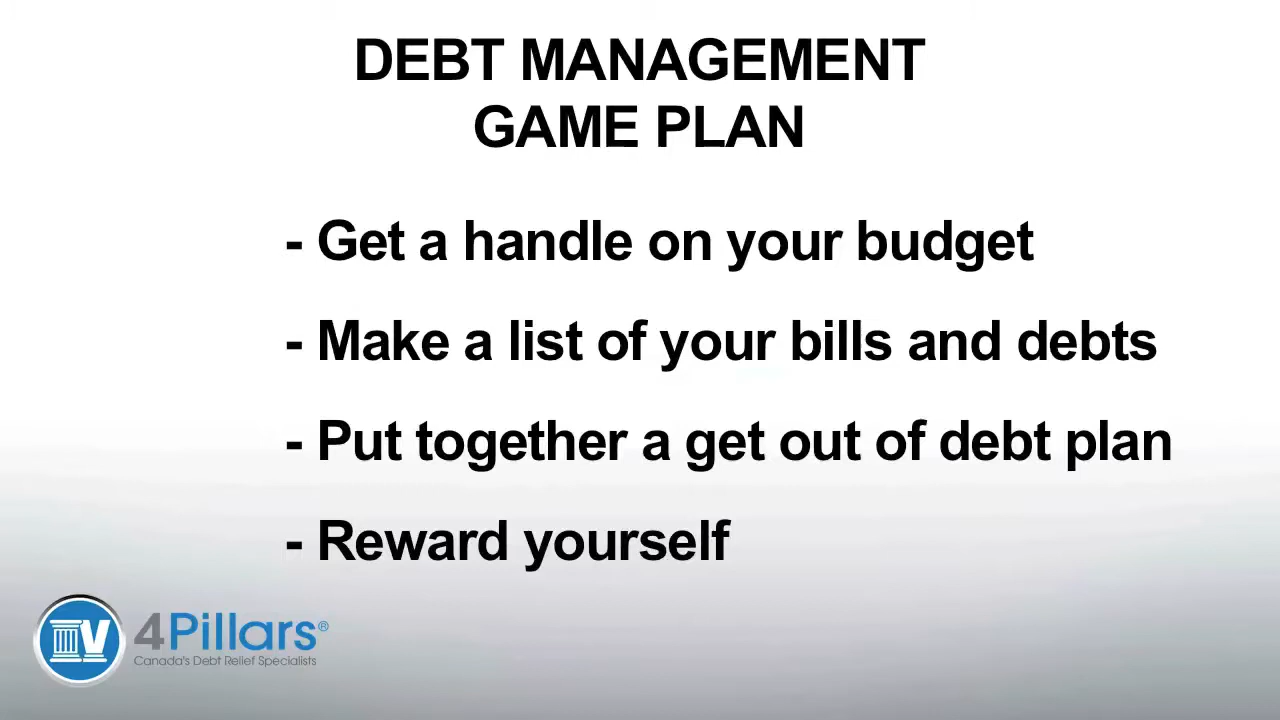 DEBT MANAGEMENT
GAME PLAN
- Get a handle on your budget
- Make a list of your bills and debts
- Put together a get out of debt plan
- Reward yourself
4Pillars®
Canada's Debt Relief Specialists